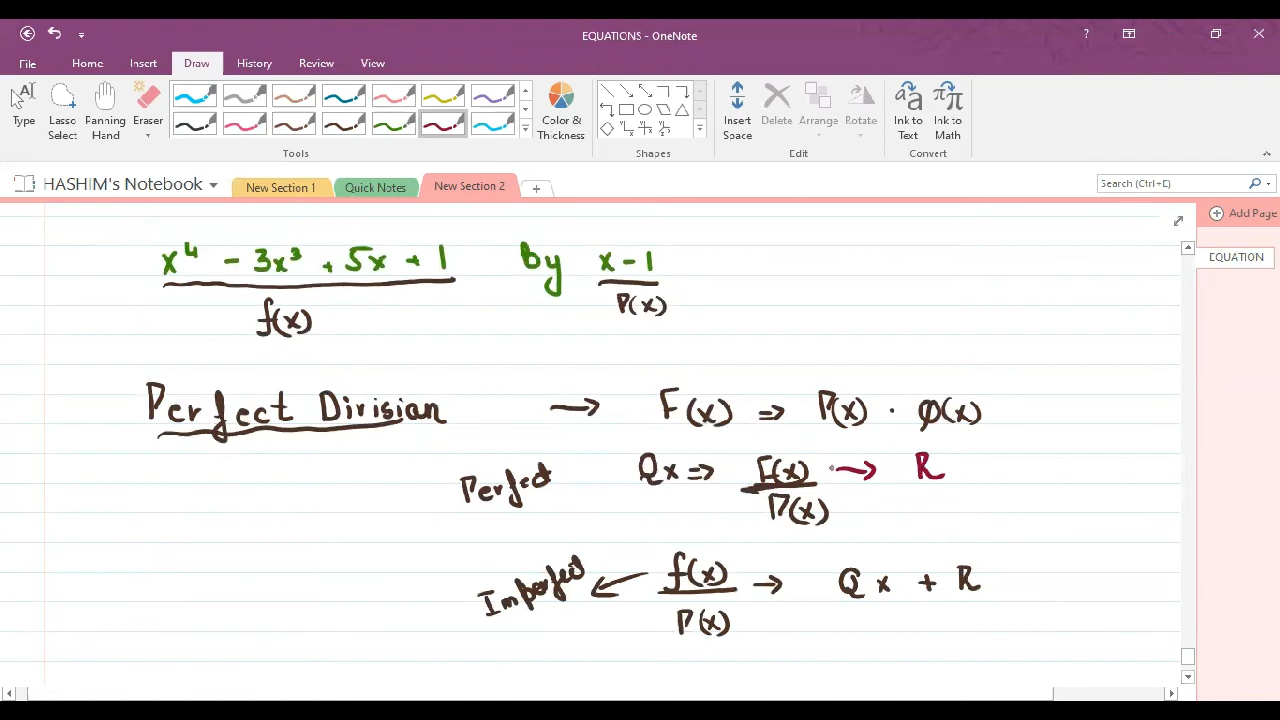 EQUATIONS - OneNote
?
File Home Insert Draw History Review View
Type
Lasso Select
Panning Hand
Eraser
Color & Thickness
Insert Space
Delete
Arrange
Rotate
Ink to Text
Ink to Math
Tools
Shapes
Edit
Convert
HASHIM's Notebook
New Section 1
Quick Notes
New Section 2
+
Search (Ctrl+E)
Add Page
EQUATION
x⁴ - 3x³ + 5x + 1 by x - 1
f(x) P(x)
Perfect Division → F(x) ⇒ P(x) · Q(x)
Perfect Qx ⇒ F(x)/P(x) → R
Imperfect ← f(x)/P(x) → Qx + R